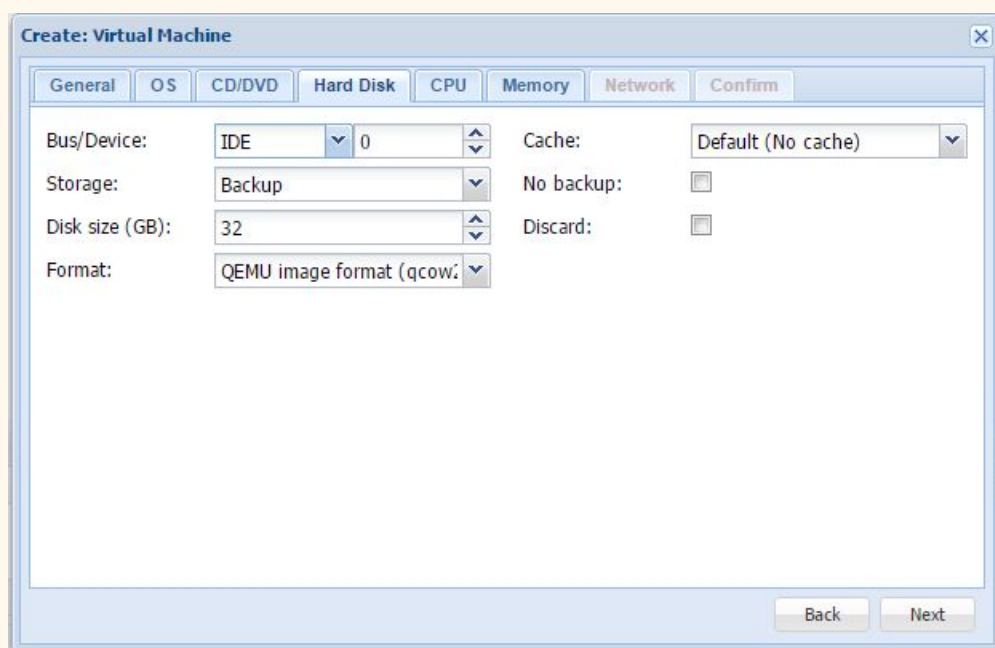 Create: Virtual Machine
General OS CD/DVD Hard Disk CPU Memory Network Confirm
Bus/Device: IDE 0 Cache: Default (No cache)
Storage: Backup No backup:
Disk size (GB): 32 Discard:
Format: QEMU image format (qcow2
Back Next